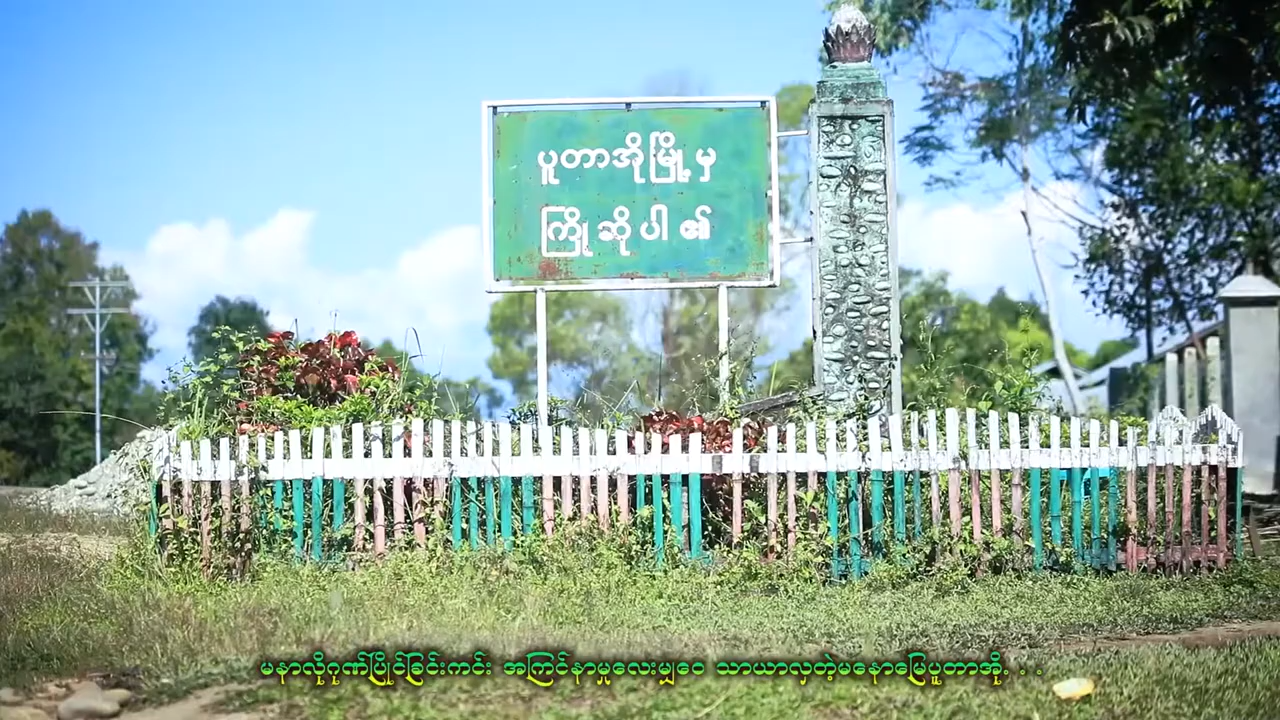 ပူတာအိုမြို့မှ
ကြိုဆိုပါ၏
မနာလိုဂုဏ်ပြိုင်ခြင်းကင်း အကြင်နာမှုလေးမျှဝေ သာယာလှတဲ့မနောမြေပူတာအို. . .